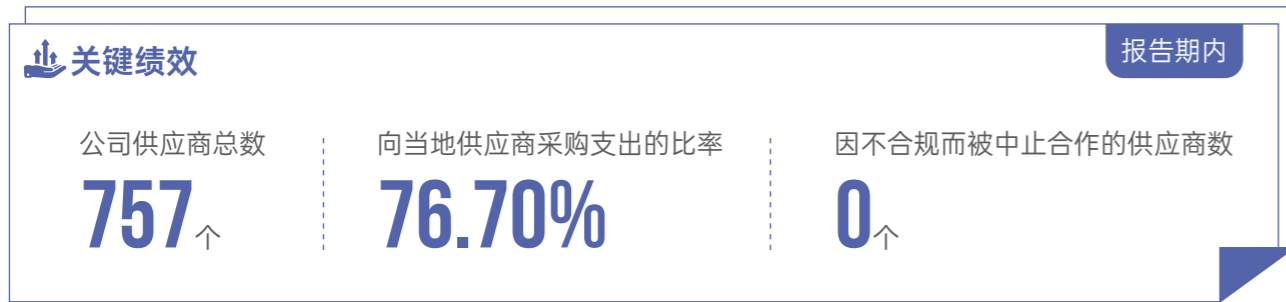 关键绩效
报告期内
公司供应商总数
757个
向当地供应商采购支出的比率
76.70%
因不合规而被中止合作的供应商数
0个